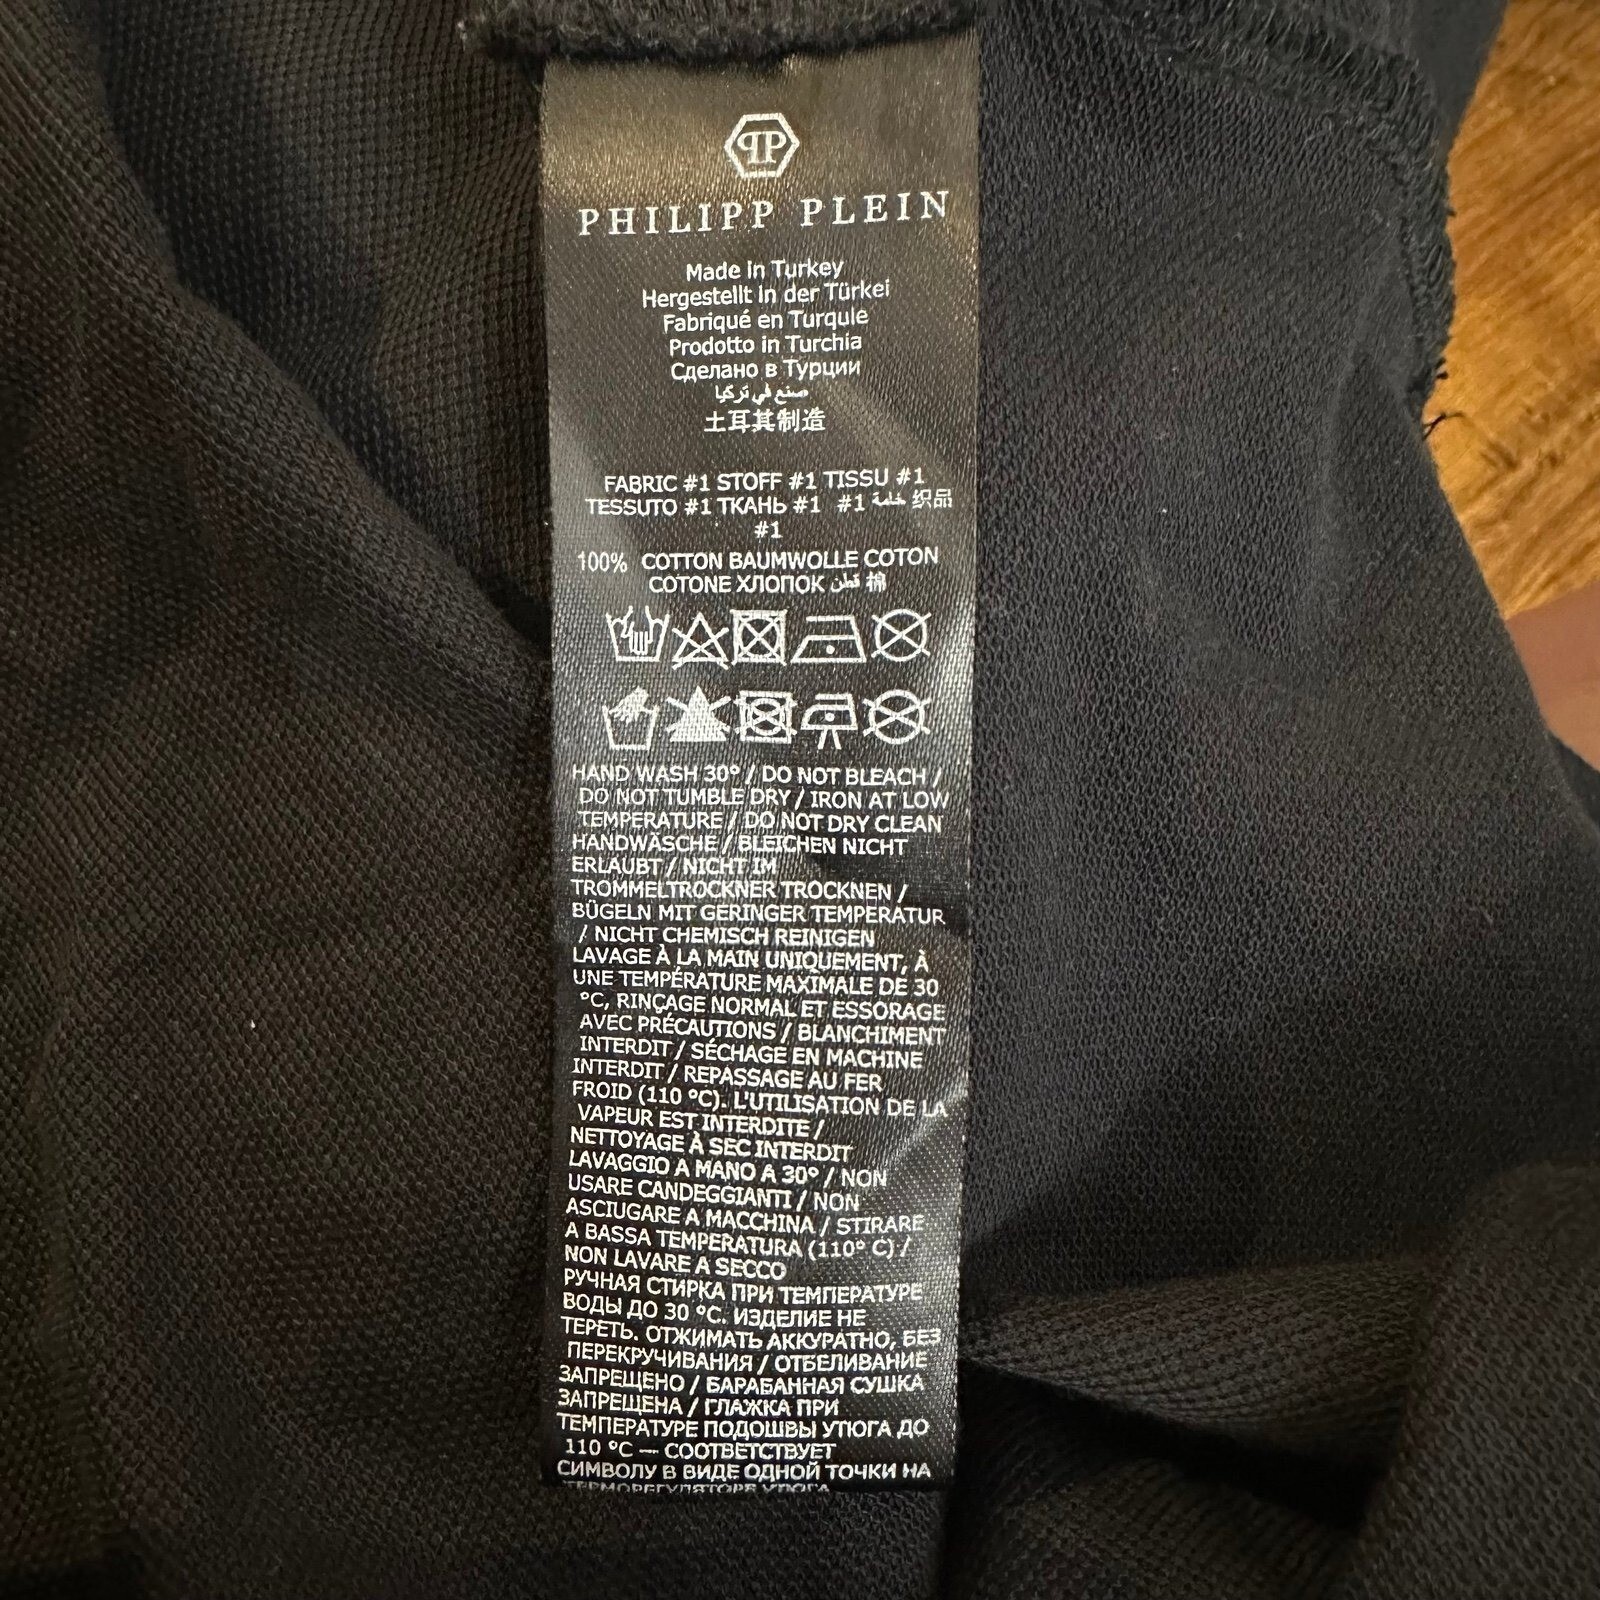 PP
PHILIPP PLEIN
Made in Turkey
Hergestellt in der Türkei
Fabriqué en Turquie
Prodotto in Turchia
Сделано в Турции
صنع في تركيا
土耳其制造
FABRIC #1 STOFF #1 TISSU #1
TESSUTO #1 ТКАНЬ #1 #1 خامة 织品
#1
100% COTTON BAUMWOLLE COTON
COTONE ХЛОПОК قطن 棉
HAND WASH 30° / DO NOT BLEACH /
DO NOT TUMBLE DRY / IRON AT LOW
TEMPERATURE / DO NOT DRY CLEAN
HANDWÄSCHE / BLEICHEN NICHT
ERLAUBT / NICHT IM
TROMMELTROCKNER TROCKNEN /
BÜGELN MIT GERINGER TEMPERATUR
/ NICHT CHEMISCH REINIGEN
LAVAGE À LA MAIN UNIQUEMENT, À
UNE TEMPÉRATURE MAXIMALE DE 30
°C, RINÇAGE NORMAL ET ESSORAGE
AVEC PRÉCAUTIONS / BLANCHIMENT
INTERDIT / SÉCHAGE EN MACHINE
INTERDIT / REPASSAGE AU FER
FROID (110 °C). L'UTILISATION DE LA
VAPEUR EST INTERDITE /
NETTOYAGE À SEC INTERDIT
LAVAGGIO A MANO A 30° / NON
USARE CANDEGGIANTI / NON
ASCIUGARE A MACCHINA / STIRARE
A BASSA TEMPERATURA (110° C) /
NON LAVARE A SECCO
РУЧНАЯ СТИРКА ПРИ ТЕМПЕРАТУРЕ
ВОДЫ ДО 30 °C. ИЗДЕЛИЕ НЕ
ТЕРЕТЬ. ОТЖИМАТЬ АККУРАТНО, БЕЗ
ПЕРЕКРУЧИВАНИЯ / ОТБЕЛИВАНИЕ
ЗАПРЕЩЕНО / БАРАБАННАЯ СУШКА
ЗАПРЕЩЕНА / ГЛАЖКА ПРИ
ТЕМПЕРАТУРЕ ПОДОШВЫ УТЮГА ДО
110 °C — СООТВЕТСТВУЕТ
СИМВОЛУ В ВИДЕ ОДНОЙ ТОЧКИ НА
ТЕРМОРЕГУЛЯТОРЕ УТЮГА